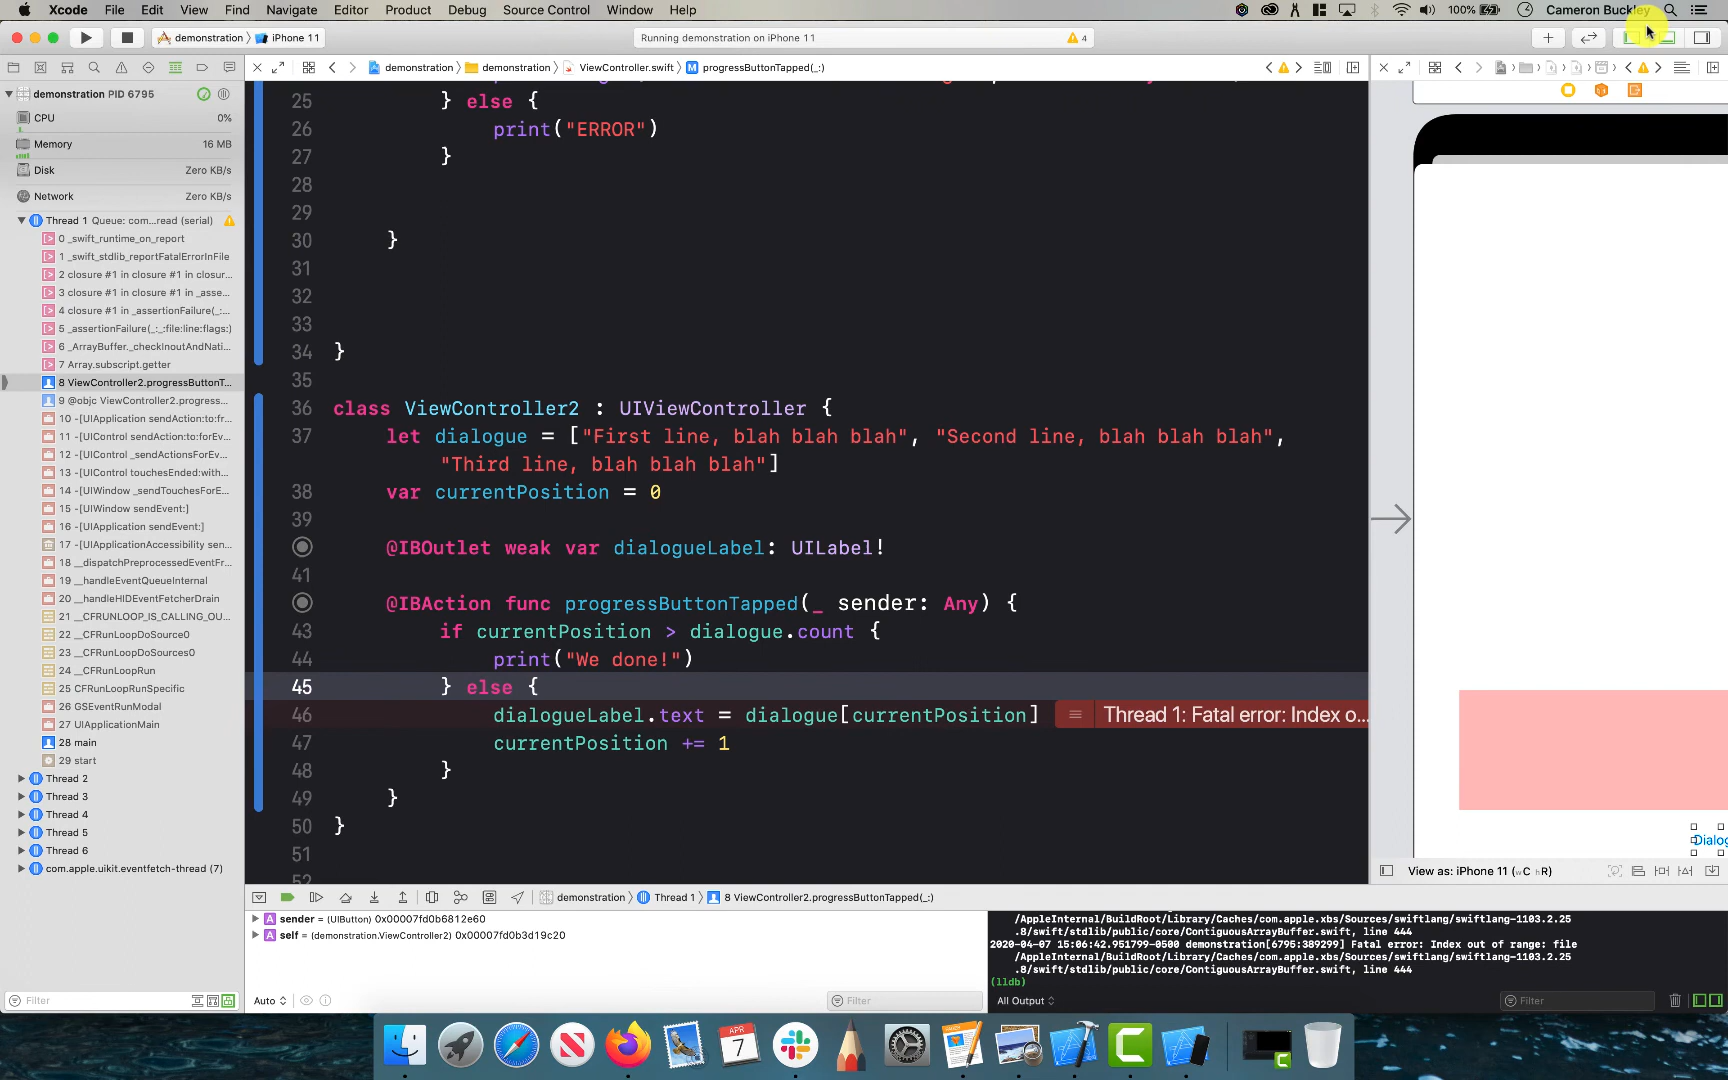 Xcode File Edit View Find Navigate Editor Product Debug Source Control Window Help 100% Cameron Buckley
demonstration iPhone 11 Running demonstration on iPhone 11 4
demonstration demonstration ViewController.swift M progressButtonTapped(_:)
demonstration PID 6795
CPU 0%
Memory 16 MB
Disk Zero KB/s
Network Zero KB/s
Thread 1 Queue: com...read (serial)
0 _swift_runtime_on_report
1 _swift_stdlib_reportFatalErrorInFile
2 closure #1 in closure #1 in closur...
3 closure #1 in closure #1 in _asse...
4 closure #1 in _assertionFailure(_:...
5 _assertionFailure(_:_:file:line:flags:)
6 _ArrayBuffer._checkInoutAndNati...
7 Array.subscript.getter
8 ViewController2.progressButtonT...
9 @objc ViewController2.progress...
10 -[UIApplication sendAction:to:fr...
11 -[UIControl sendAction:to:forEv...
12 -[UIControl _sendActionsForEv...
13 -[UIControl touchesEnded:with...
14 -[UIWindow _sendTouchesForE...
15 -[UIWindow sendEvent:]
16 -[UIApplication sendEvent:]
17 -[UIApplicationAccessibility sen...
18 __dispatchPreprocessedEventFr...
19 __handleEventQueueInternal
20 __handleHIDEventFetcherDrain
21 __CFRUNLOOP_IS_CALLING_OU...
22 __CFRunLoopDoSource0
23 __CFRunLoopDoSources0
24 __CFRunLoopRun
25 CFRunLoopRunSpecific
26 GSEventRunModal
27 UIApplicationMain
28 main
29 start
Thread 2
Thread 3
Thread 4
Thread 5
Thread 6
com.apple.uikit.eventfetch-thread (7)
Filter
25 } else {
26 print("ERROR")
27 }
28
29
30 }
31
32
33
34 }
35
36 class ViewController2 : UIViewController {
37 let dialogue = ["First line, blah blah blah", "Second line, blah blah blah",
"Third line, blah blah blah"]
38 var currentPosition = 0
39
@IBOutlet weak var dialogueLabel: UILabel!
41
@IBAction func progressButtonTapped(_ sender: Any) {
43 if currentPosition > dialogue.count {
44 print("We done!")
45 } else {
46 dialogueLabel.text = dialogue[currentPosition] Thread 1: Fatal error: Index o...
47 currentPosition += 1
48 }
49 }
50 }
51
52
Dialog
View as: iPhone 11 (wC hR)
demonstration Thread 1 8 ViewController2.progressButtonTapped(_:)
A sender = (UIButton) 0x00007fd0b6812e60
A self = (demonstration.ViewController2) 0x00007fd0b3d19c20
Auto Filter
/AppleInternal/BuildRoot/Library/Caches/com.apple.xbs/Sources/swiftlang/swiftlang-1103.2.25
.8/swift/stdlib/public/core/ContiguousArrayBuffer.swift, line 444
2020-04-07 15:06:42.951799-0500 demonstration[6795:389299] Fatal error: Index out of range: file
/AppleInternal/BuildRoot/Library/Caches/com.apple.xbs/Sources/swiftlang/swiftlang-1103.2.25
.8/swift/stdlib/public/core/ContiguousArrayBuffer.swift, line 444
(lldb)
All Output Filter
APR
7